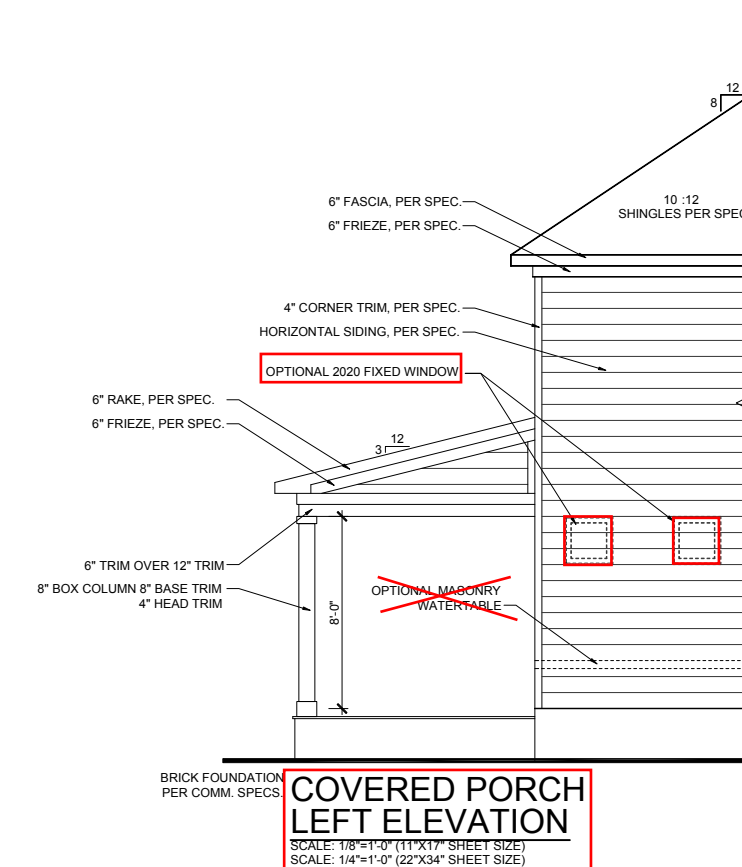 12
8
10 :12
SHINGLES PER SPEC
6" FASCIA, PER SPEC.
6" FRIEZE, PER SPEC.
4" CORNER TRIM, PER SPEC.
HORIZONTAL SIDING, PER SPEC.
OPTIONAL 2020 FIXED WINDOW
6" RAKE, PER SPEC.
6" FRIEZE, PER SPEC.
12
3
6" TRIM OVER 12" TRIM
8" BOX COLUMN 8" BASE TRIM
4" HEAD TRIM
8'-0"
OPTIONAL MASONRY
WATERTABLE
BRICK FOUNDATION
PER COMM. SPECS.
COVERED PORCH
LEFT ELEVATION
SCALE: 1/8"=1'-0" (11"X17" SHEET SIZE)
SCALE: 1/4"=1'-0" (22"X34" SHEET SIZE)